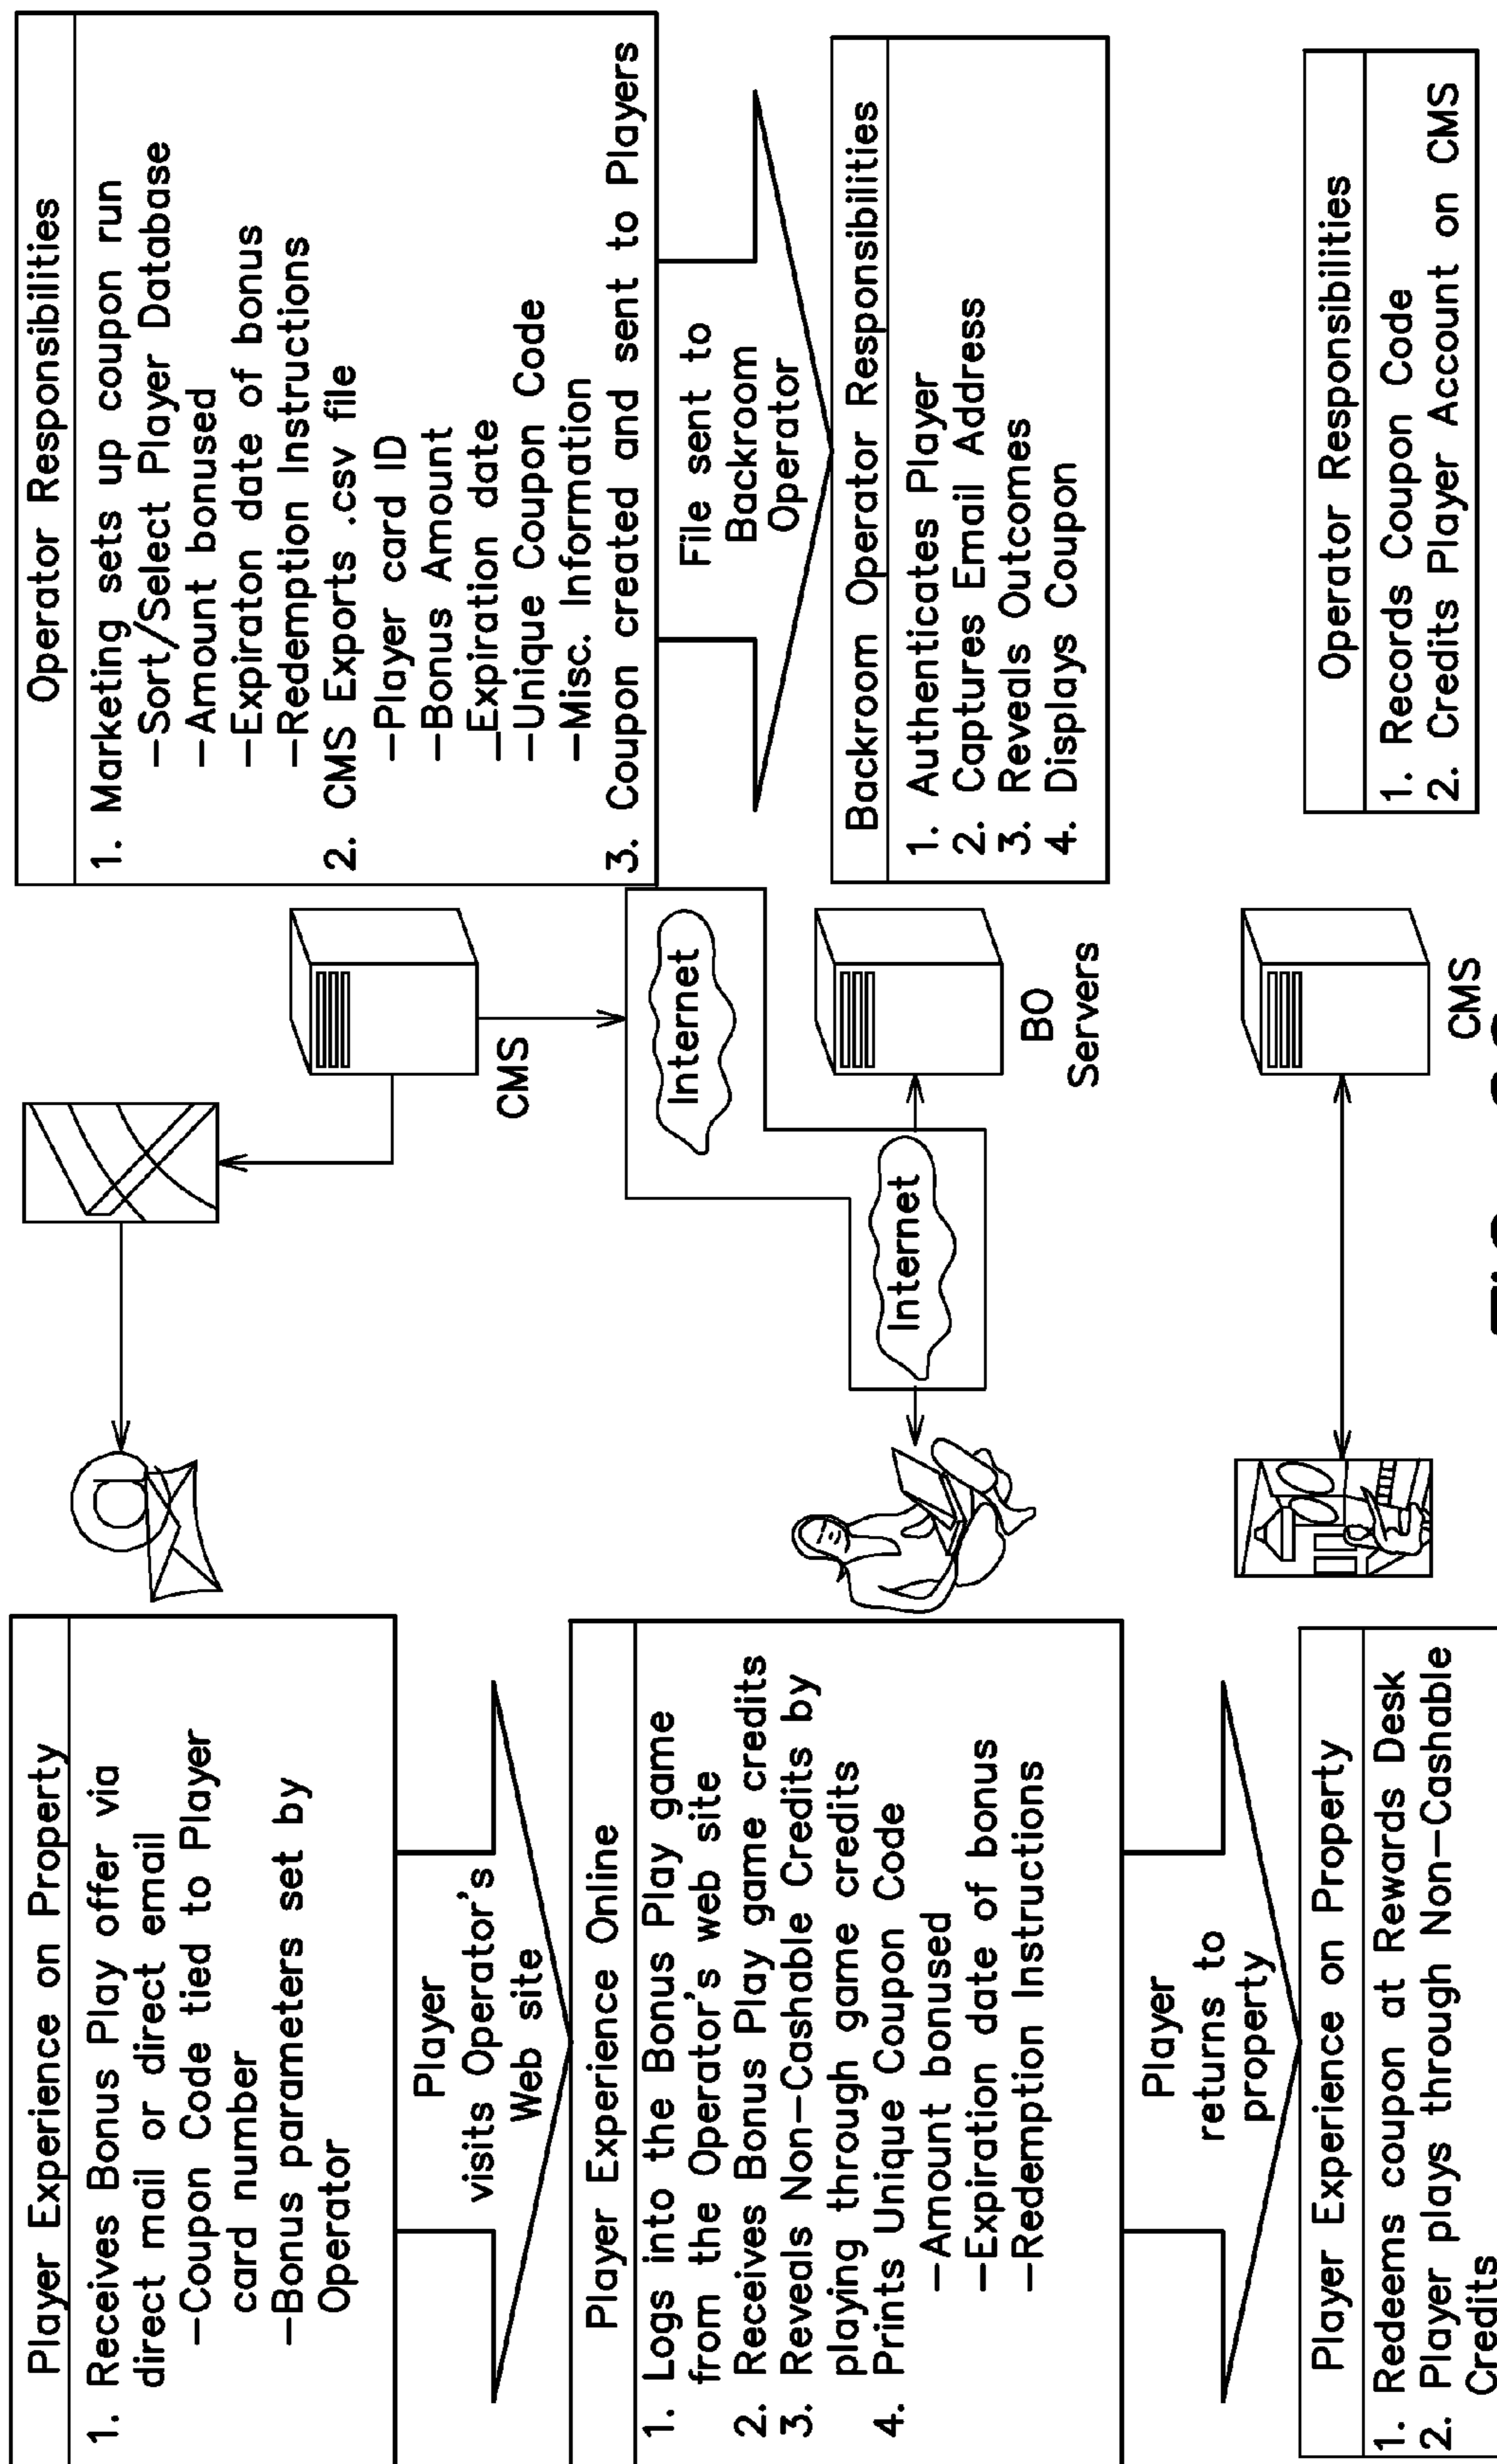 Player Experience on Property
1. Receives Bonus Play offer via
direct mail or direct email
-Coupon Code tied to Player
card number
-Bonus parameters set by
Operator
Player
visits Operator's
Web site
Player Experience Online
1. Logs into the Bonus Play game
from the Operator's web site
2. Receives Bonus Play game credits
3. Reveals Non-Cashable Credits by
playing through game credits
4. Prints Unique Coupon Code
-Amount bonused
-Expiration date of bonus
-Redemption Instructions
Player
returns to
property
Player Experience on Property
1. Redeems coupon at Rewards Desk
2. Player plays through Non-Cashable
Credits
CMS
Internet
Internet
BO
Servers
CMS
Operator Responsibilities
1. Marketing sets up coupon run
-Sort/Select Player Database
-Amount bonused
-Expiraton date of bonus
-Redemption Instructions
2. CMS Exports .csv file
-Player card ID
-Bonus Amount
_Expiration date
-Unique Coupon Code
-Misc. Information
3. Coupon created and sent to Players
File sent to
Backroom
Operator
Backroom Operator Responsibilities
1. Authenticates Player
2. Captures Email Address
3. Reveals Outcomes
4. Displays Coupon
Operator Responsibilities
1. Records Coupon Code
2. Credits Player Account on CMS